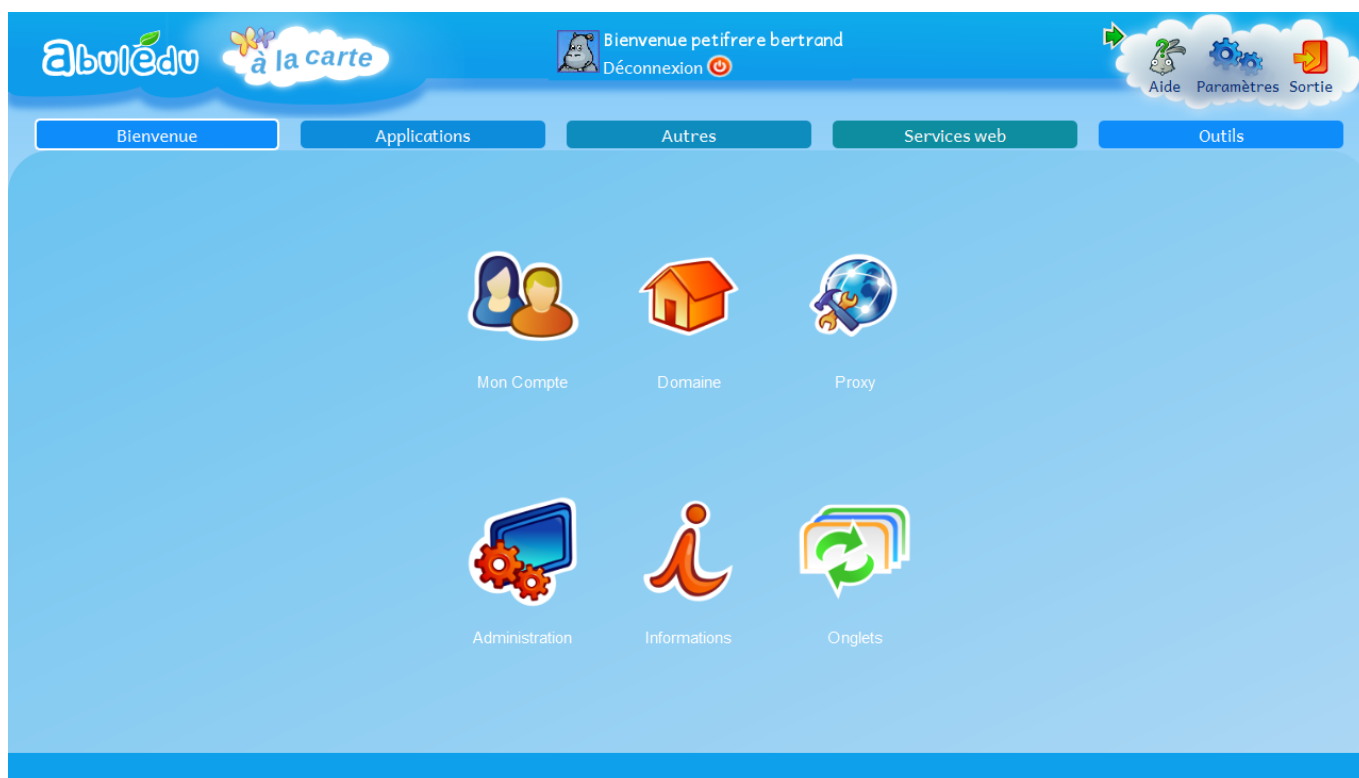 abulédu
à la carte
Bienvenue petifrere bertrand
Déconnexion
Aide Paramètres Sortie
Bienvenue Applications Autres Services web Outils
Mon Compte Domaine Proxy
Administration Informations Onglets